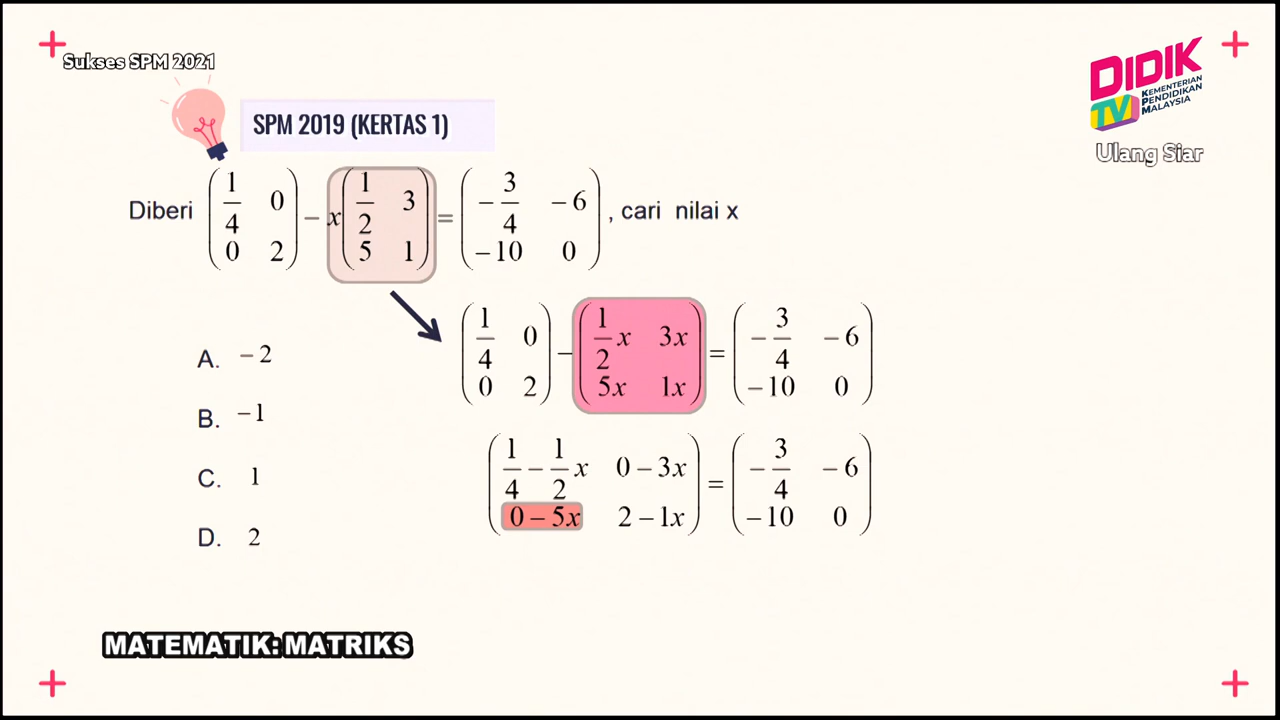 Sukses SPM 2021
DIDIK
TV KEMENTERIAN PENDIDIKAN MALAYSIA
Ulang Siar
SPM 2019 (KERTAS 1)
Diberi (1/4 0; 0 2) − x(1/2 3; 5 1) = (−3/4 −6; −10 0) , cari nilai x
(1/4 0; 0 2) − (1/2x 3x; 5x 1x) = (−3/4 −6; −10 0)
(1/4 − 1/2x 0 − 3x; 0 − 5x 2 − 1x) = (−3/4 −6; −10 0)
A. −2
B. −1
C. 1
D. 2
MATEMATIK: MATRIKS